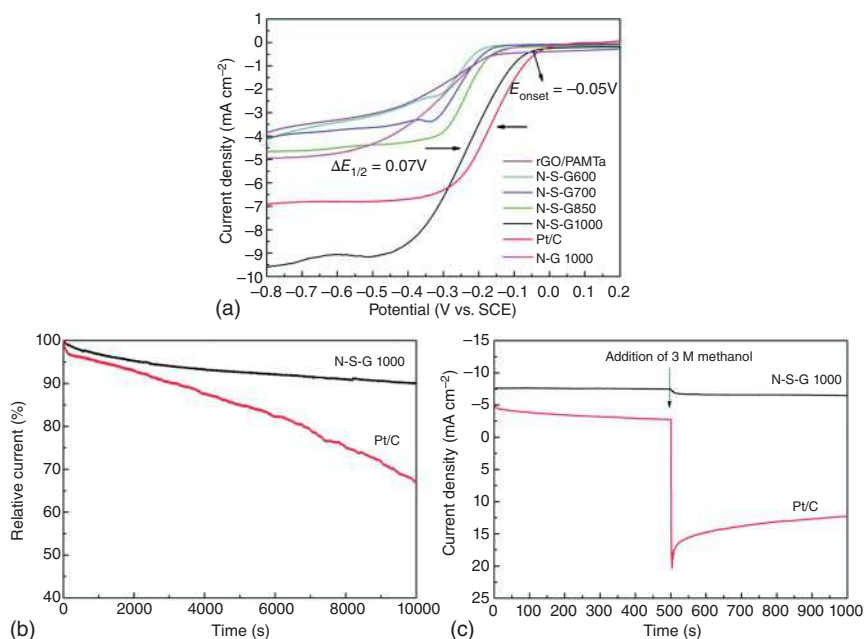 1
0
−1
−2
−3
−4
−5
−6
−7
−8
−9
−10
Current density (mA cm−2)
Eonset = −0.05V
ΔE1/2 = 0.07V
rGO/PAMTa
N-S-G600
N-S-G700
N-S-G850
N-S-G1000
Pt/C
N-G 1000
−0.8 −0.7 −0.6 −0.5 −0.4 −0.3 −0.2 −0.1 0.0 0.1 0.2
Potential (V vs. SCE)
(a)
100
90
80
70
60
50
40
Relative current (%)
N-S-G 1000
Pt/C
0 2000 4000 6000 8000 10000
Time (s)
(b)
−15
−10
−5
0
5
10
15
20
25
Current density (mA cm−2)
Addition of 3 M methanol
N-S-G 1000
Pt/C
0 100 200 300 400 500 600 700 800 900 1000
Time (s)
(c)